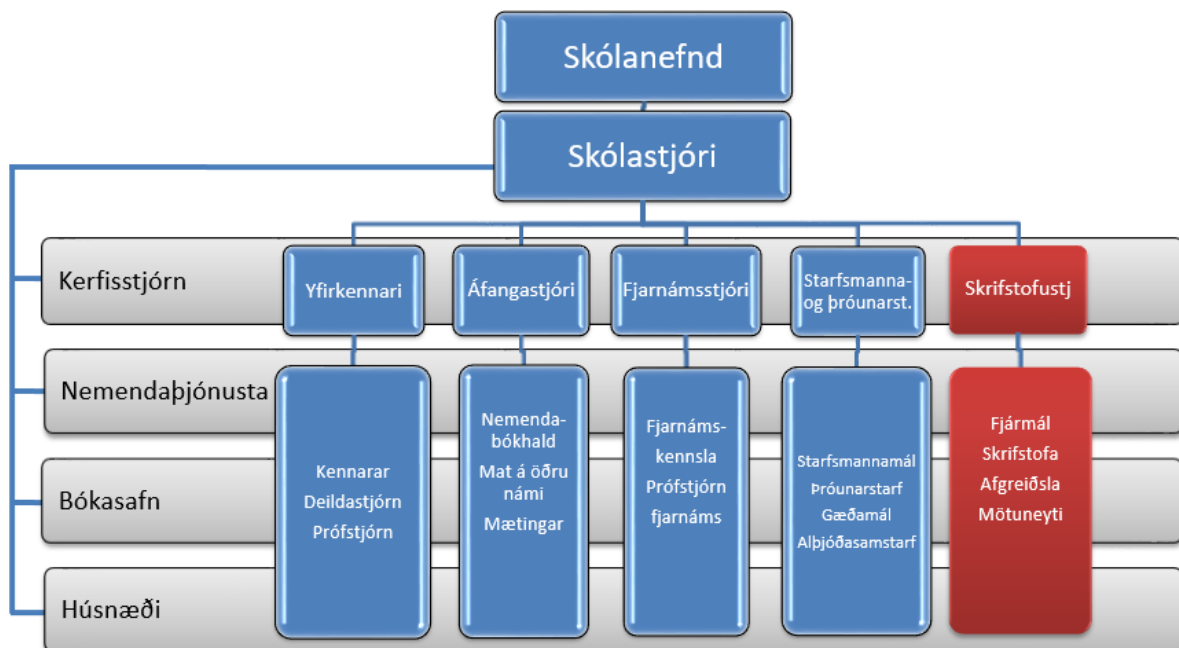 Skólanefnd
Skólastjóri
Kerfisstjórn
Yfirkennari
Áfangastjóri
Fjarnámsstjóri
Starfsmanna-
og þróunarst.
Skrifstofustj
Nemendaþjónusta
Bókasafn
Húsnæði
Kennarar
Deildastjórn
Prófstjórn
Nemenda-
bókhald
Mat á öðru
námi
Mætingar
Fjarnáms-
kennsla
Prófstjórn
fjarnáms
Starfsmannamál
Þróunarstarf
Gæðamál
Alþjóðasamstarf
Fjármál
Skrifstofa
Afgreiðsla
Mötuneyti